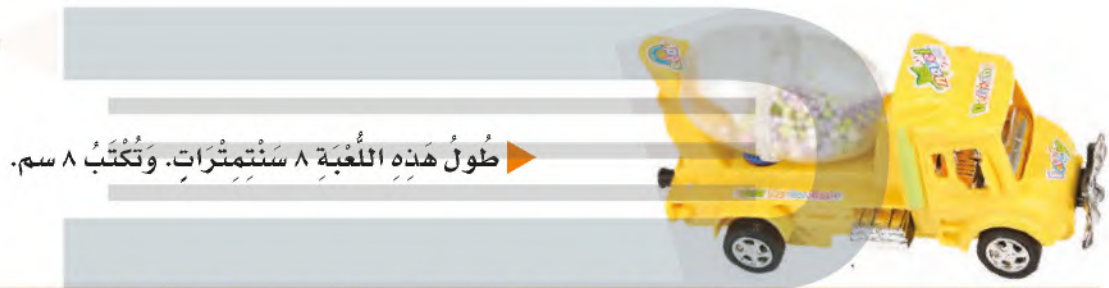 طُولُ هَذِهِ اللُّعْبَةِ ٨ سَنْتِمِتْرَاتٍ. وَتُكْتَبُ ٨ سم.